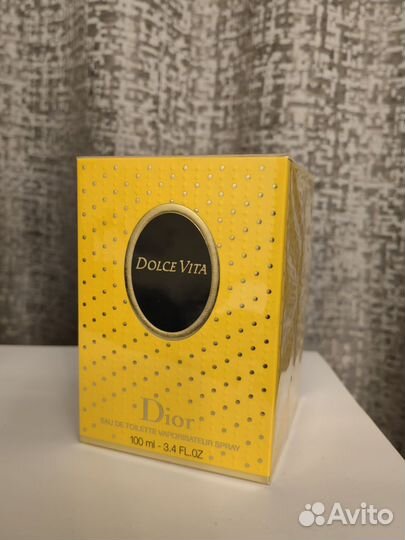 DOLCE VITA
Dior
EAU DE TOILETTE VAPORISATEUR SPRAY
100 ml - 3.4 FL.OZ
Avito